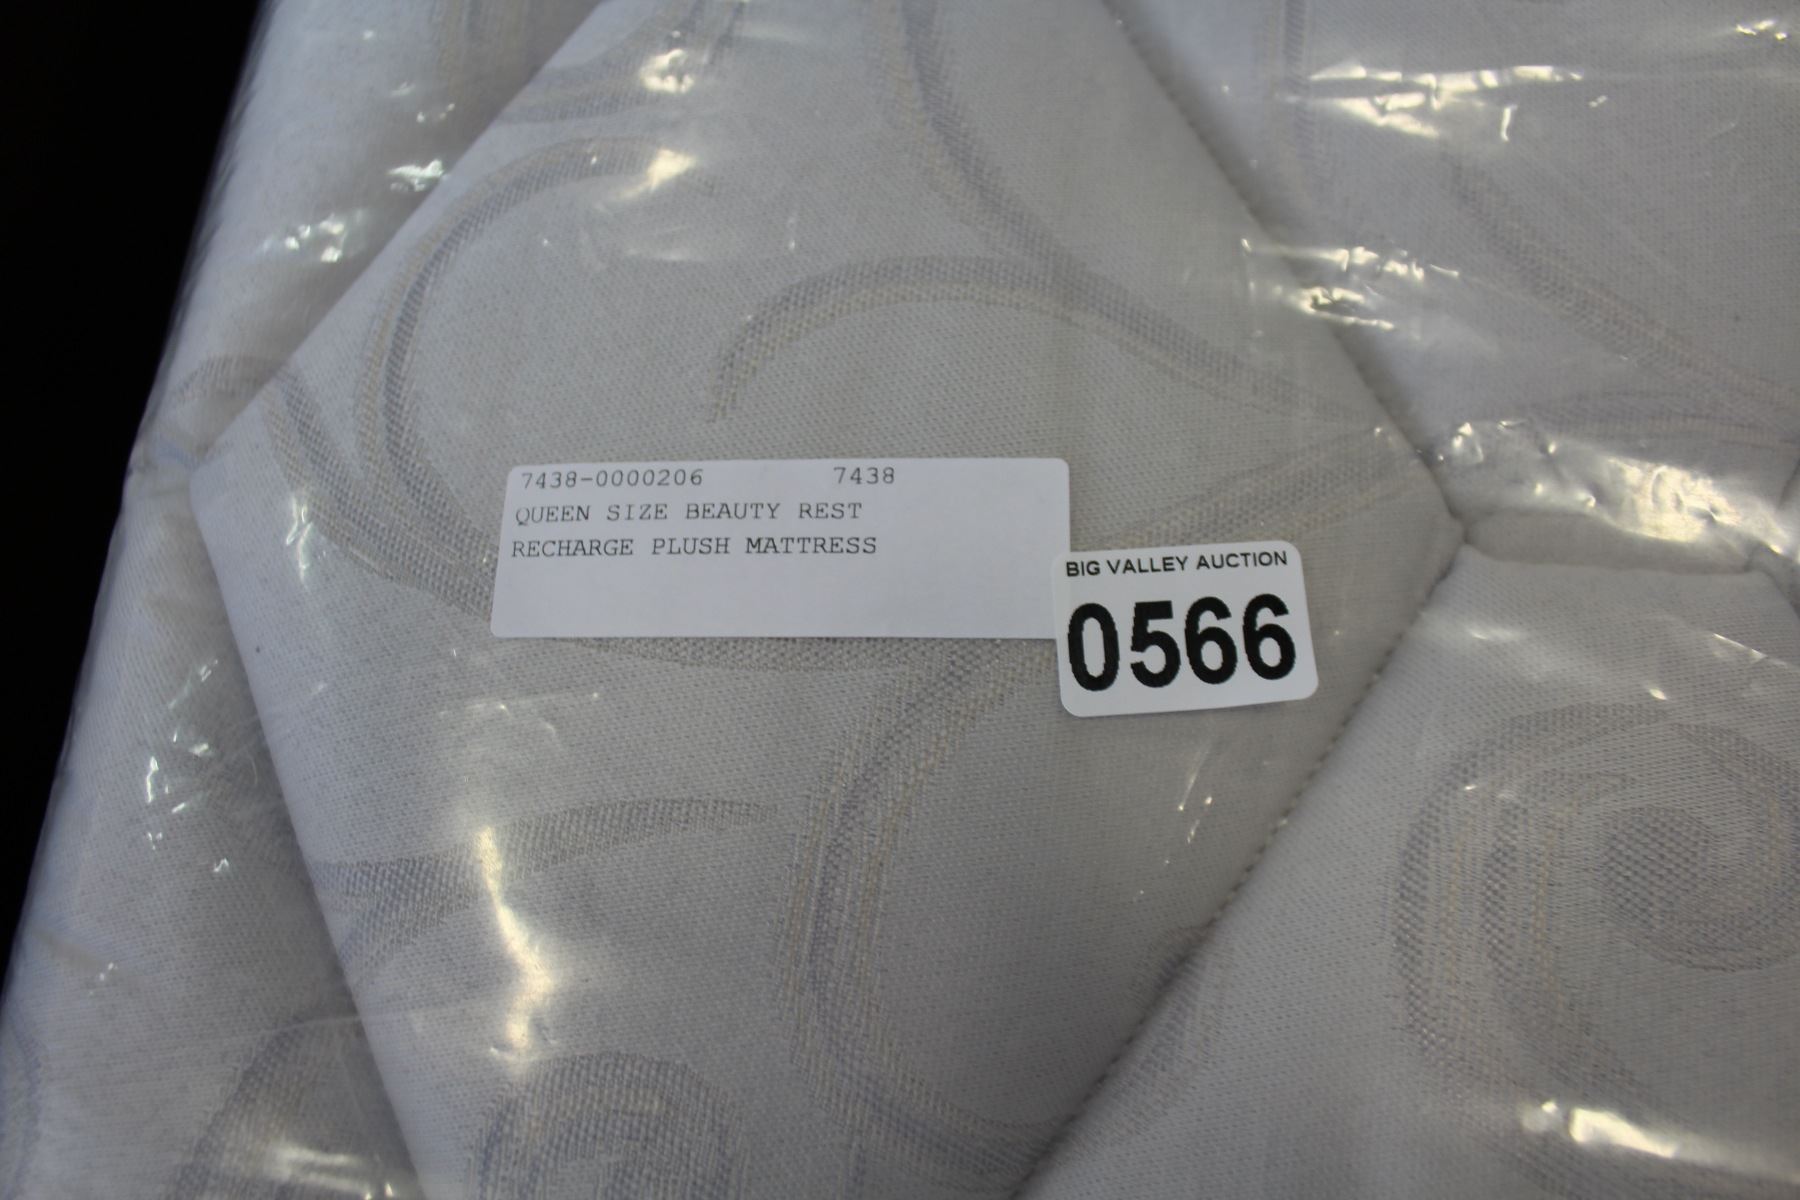 7438-0000206 7438
QUEEN SIZE BEAUTY REST
RECHARGE PLUSH MATTRESS
BIG VALLEY AUCTION
0566